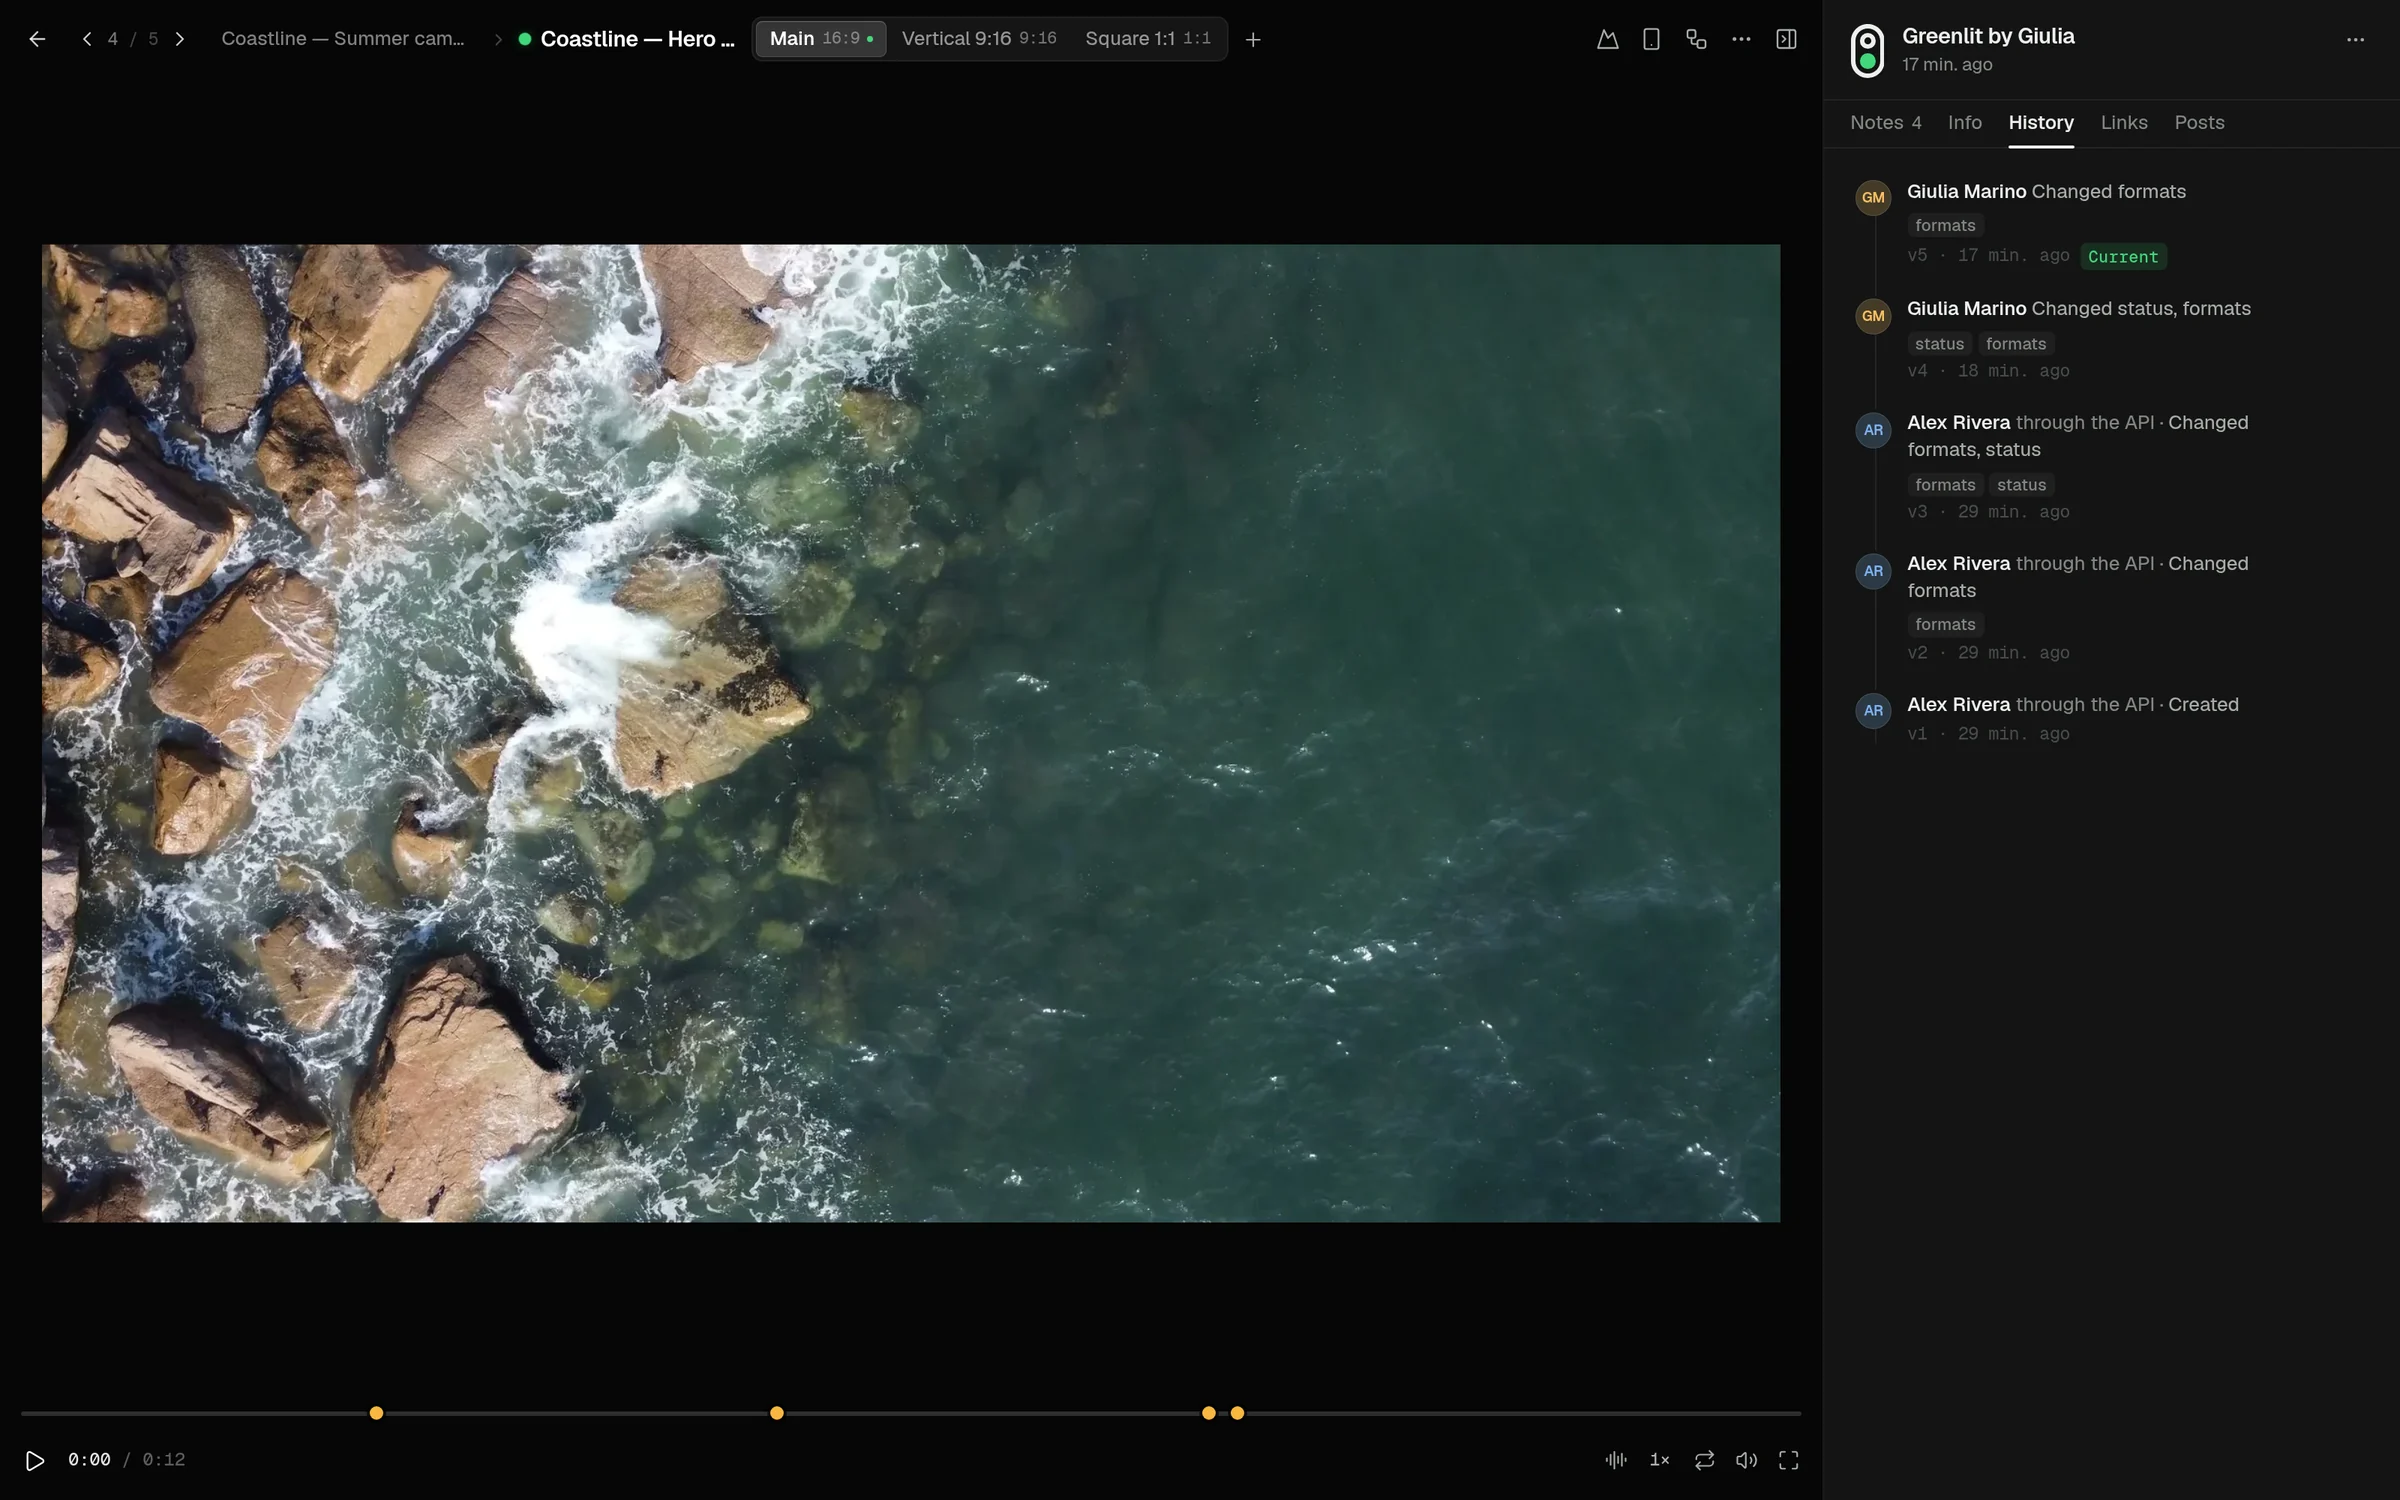 4 / 5
Coastline — Summer cam...
Coastline — Hero ...
Main 16:9
Vertical 9:16 9:16
Square 1:1 1:1
Greenlit by Giulia
17 min. ago
Notes 4
Info
History
Links
Posts
GM
Giulia Marino Changed formats
formats
v5 · 17 min. ago Current
GM
Giulia Marino Changed status, formats
status formats
v4 · 18 min. ago
AR
Alex Rivera through the API · Changed
formats, status
formats status
v3 · 29 min. ago
AR
Alex Rivera through the API · Changed
formats
formats
v2 · 29 min. ago
AR
Alex Rivera through the API · Created
v1 · 29 min. ago
0:00 / 0:12
1×